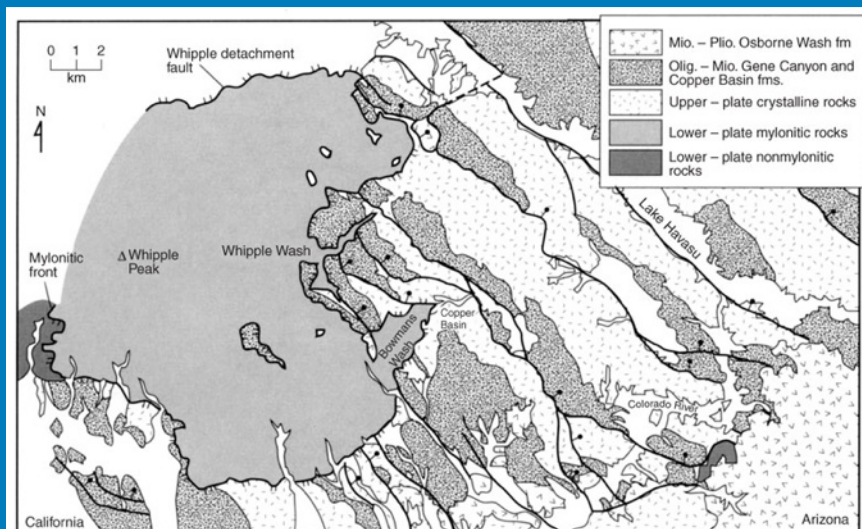 0 1 2
km
N
Whipple detachment
fault
Mio. – Plio. Osborne Wash fm
Olig. – Mio. Gene Canyon and
Copper Basin fms.
Upper – plate crystalline rocks
Lower – plate mylonitic rocks
Lower – plate nonmylonitic
rocks
Lake Havasu
Mylonitic
front
Δ Whipple
Peak
Whipple Wash
Copper
Basin
Bowmans
Wash
Colorado River
California
Arizona